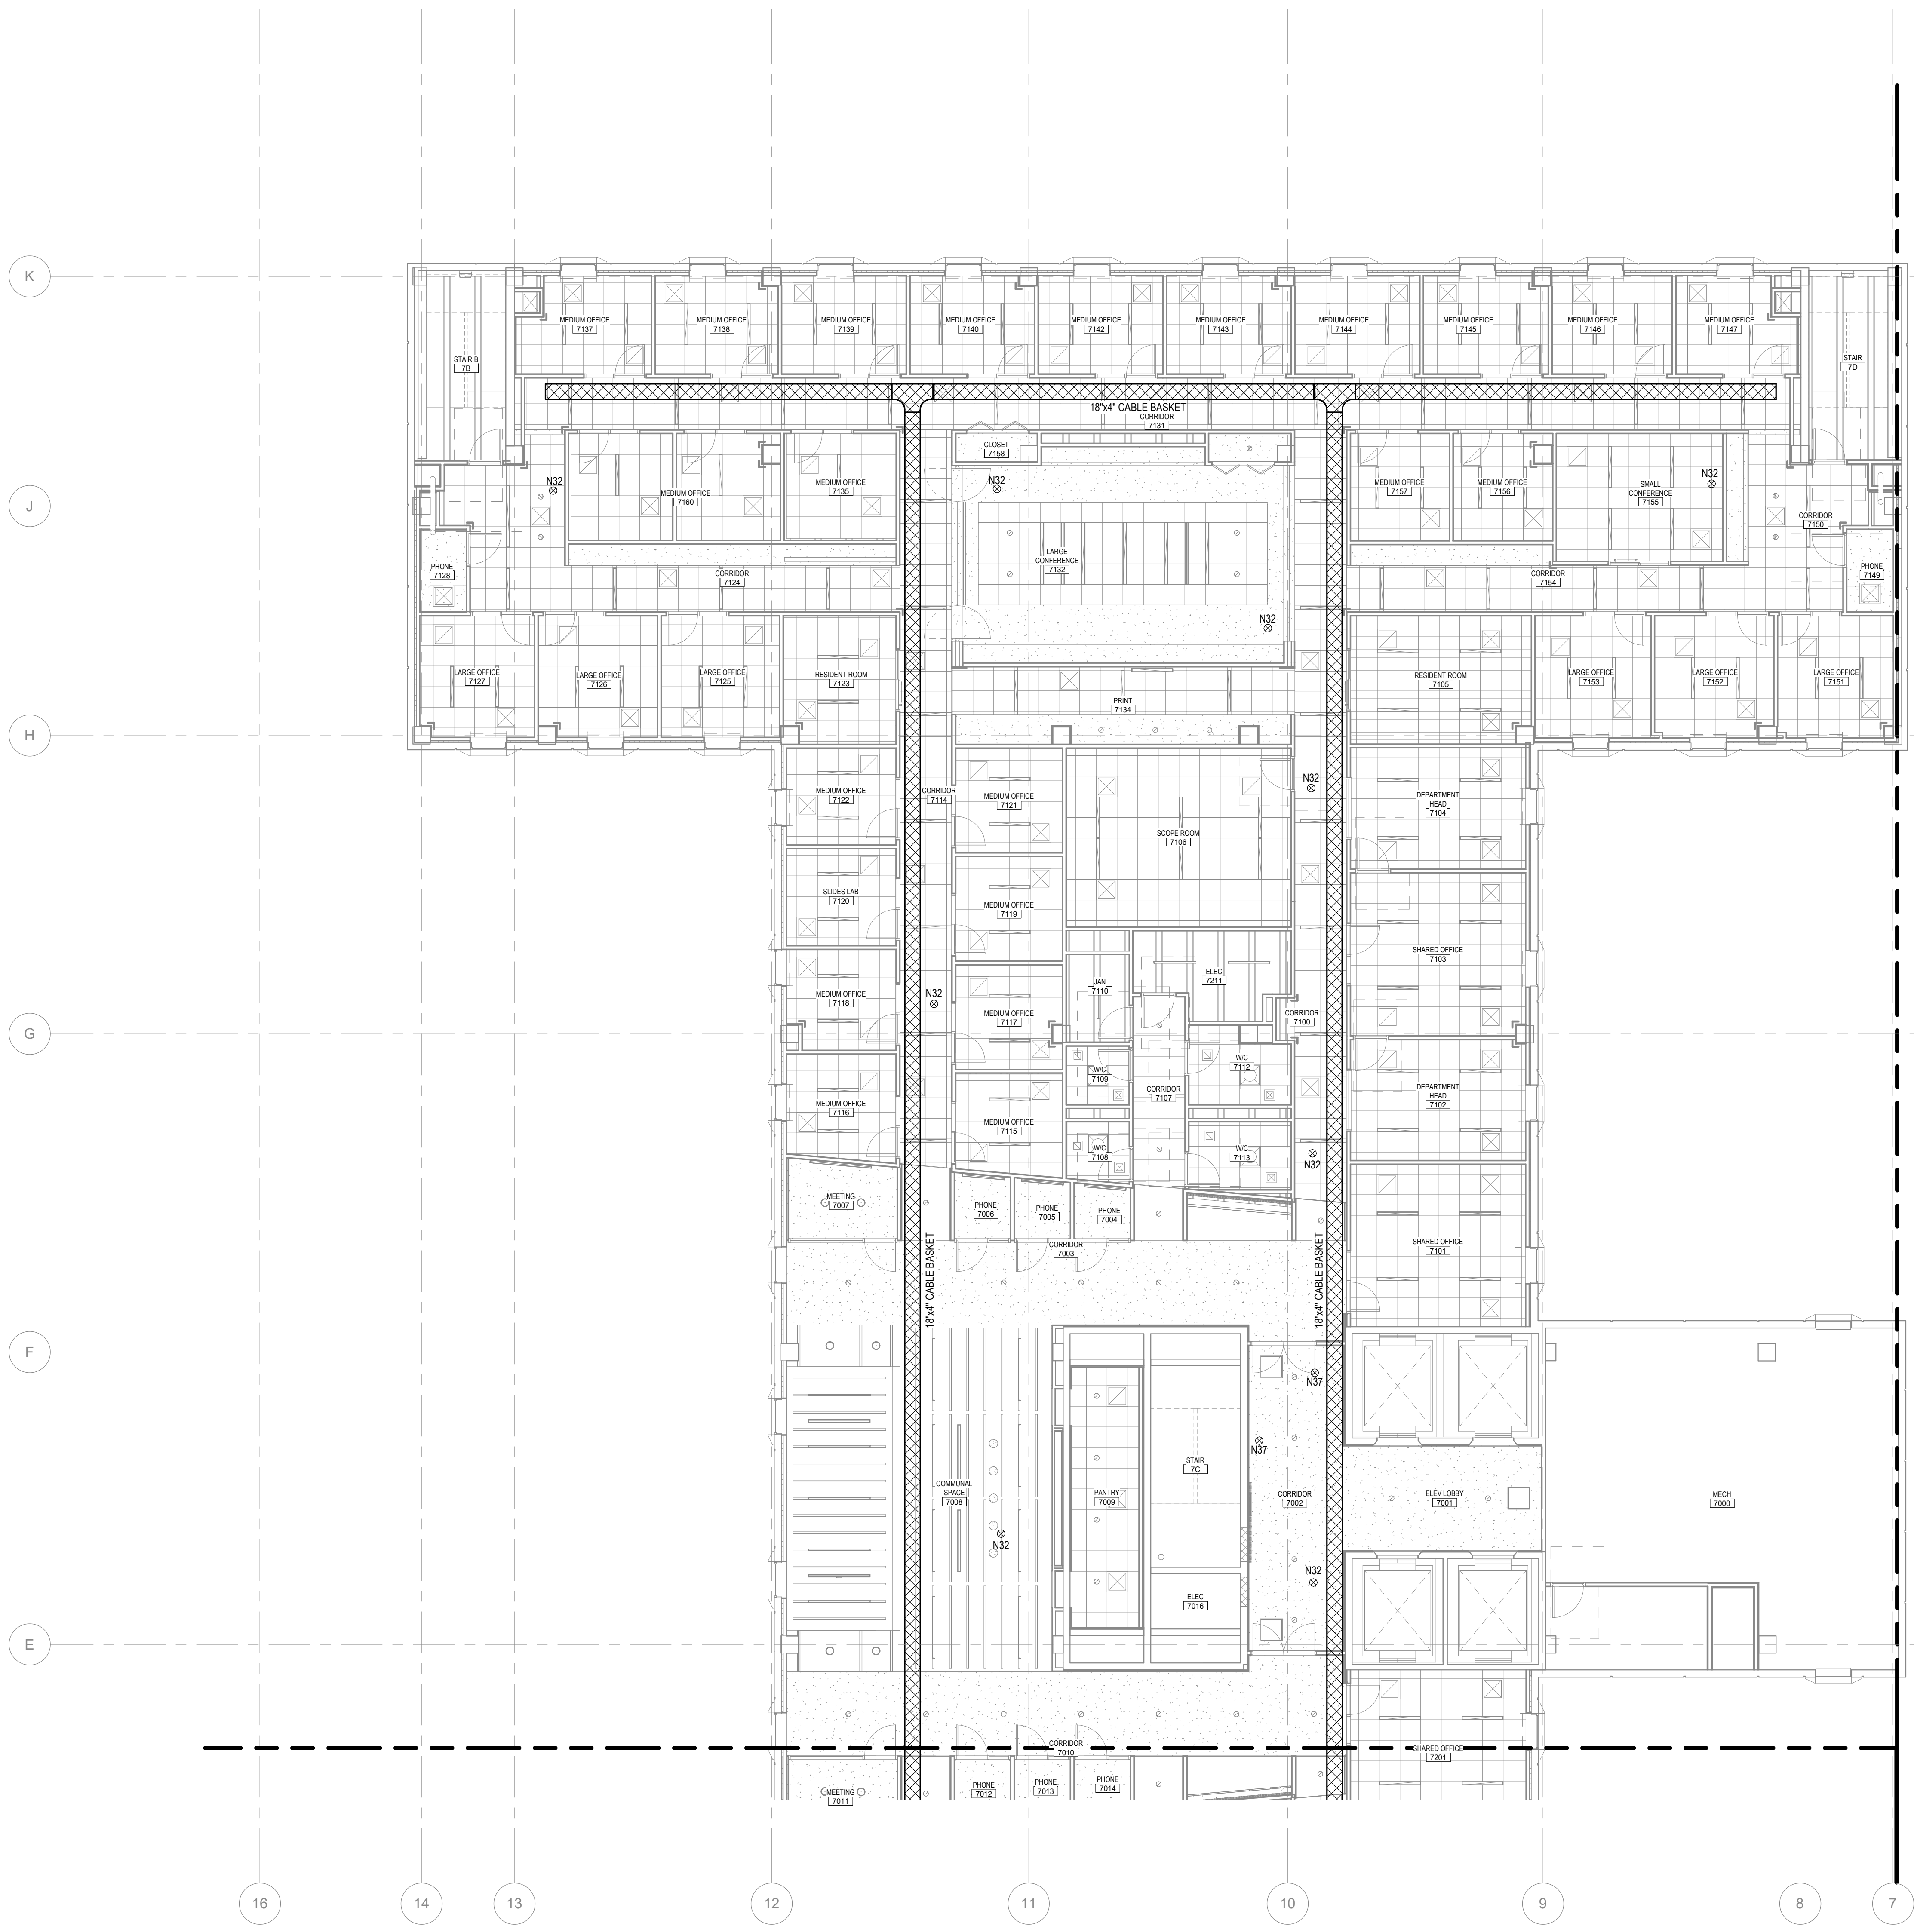 K
MEDIUM OFFICE
7137
MEDIUM OFFICE
7138
MEDIUM OFFICE
7139
MEDIUM OFFICE
7140
MEDIUM OFFICE
7142
MEDIUM OFFICE
7143
MEDIUM OFFICE
7144
MEDIUM OFFICE
7145
MEDIUM OFFICE
7146
MEDIUM OFFICE
7147
STAIR B
7B
STAIR
7D
18"x4" CABLE BASKET
CORRIDOR
7131
CLOSET
7158
J
N32
MEDIUM OFFICE
7160
MEDIUM OFFICE
7135
N32
MEDIUM OFFICE
7157
MEDIUM OFFICE
7156
SMALL
CONFERENCE
7155
N32
CORRIDOR
7150
PHONE
7128
CORRIDOR
7124
LARGE
CONFERENCE
7132
CORRIDOR
7154
PHONE
7149
N32
LARGE OFFICE
7127
LARGE OFFICE
7126
LARGE OFFICE
7125
RESIDENT ROOM
7123
PRINT
7134
RESIDENT ROOM
7105
LARGE OFFICE
7153
LARGE OFFICE
7152
LARGE OFFICE
7151
H
MEDIUM OFFICE
7122
CORRIDOR
7114
MEDIUM OFFICE
7121
N32
DEPARTMENT
HEAD
7104
SCOPE ROOM
7106
SLIDES LAB
7120
MEDIUM OFFICE
7119
SHARED OFFICE
7103
MEDIUM OFFICE
7118
N32
MEDIUM OFFICE
7117
JAN
7110
ELEC
7211
CORRIDOR
7100
G
W/C
7109
W/C
7112
CORRIDOR
7107
DEPARTMENT
HEAD
7102
MEDIUM OFFICE
7116
MEDIUM OFFICE
7115
W/C
7108
W/C
7113
N32
MEETING
7007
PHONE
7006
PHONE
7005
PHONE
7004
CORRIDOR
7003
SHARED OFFICE
7101
18"x4" CABLE BASKET
18"x4" CABLE BASKET
F
N37
N37
COMMUNAL
SPACE
7008
PANTRY
7009
STAIR
7C
CORRIDOR
7002
ELEV LOBBY
7001
MECH
7000
N32
N32
ELEC
7016
E
CORRIDOR
7010
SHARED OFFICE
7201
MEETING
7011
PHONE
7012
PHONE
7013
PHONE
7014
16
14
13
12
11
10
9
8
7